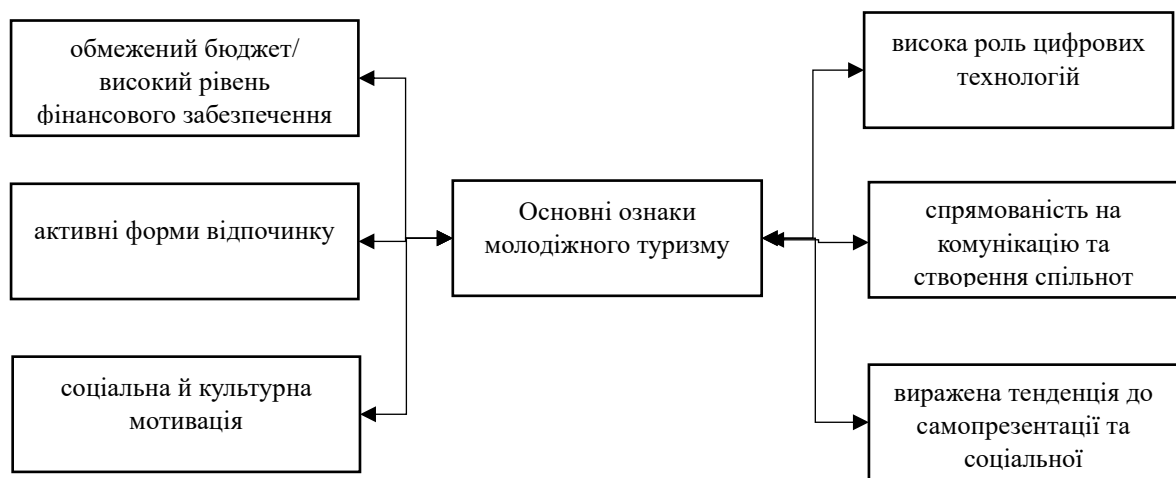 обмежений бюджет/
високий рівень
фінансового забезпечення
активні форми відпочинку
соціальна й культурна
мотивація
Основні ознаки
молодіжного туризму
висока роль цифрових
технологій
спрямованість на
комунікацію та
створення спільнот
виражена тенденція до
самопрезентації та
соціальної